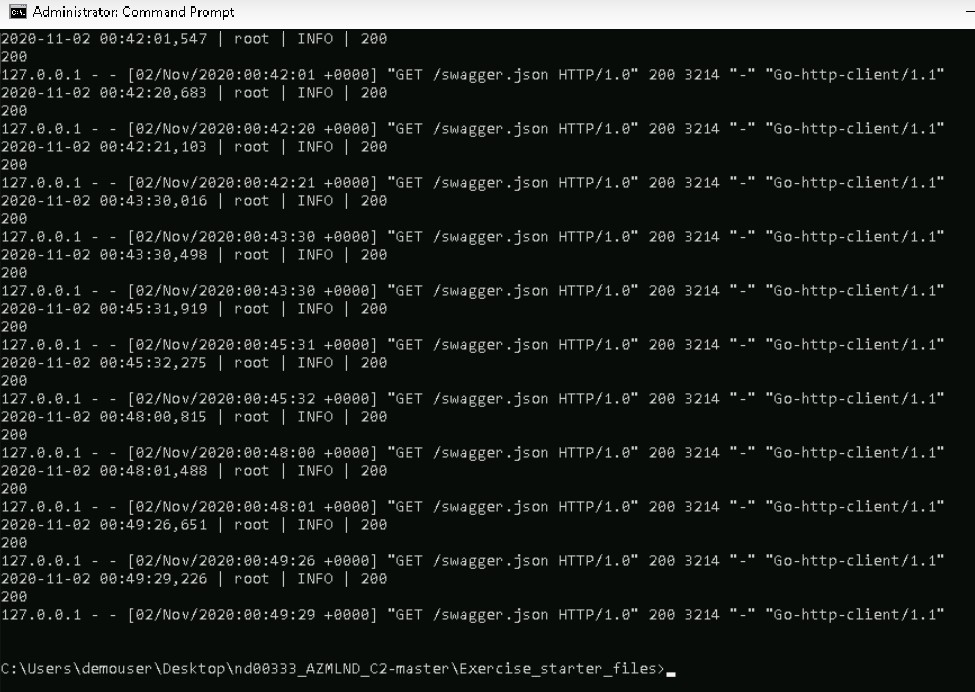 Administrator: Command Prompt
2020-11-02 00:42:01,547 | root | INFO | 200
200
127.0.0.1 - - [02/Nov/2020:00:42:01 +0000] "GET /swagger.json HTTP/1.0" 200 3214 "-" "Go-http-client/1.1"
2020-11-02 00:42:20,683 | root | INFO | 200
200
127.0.0.1 - - [02/Nov/2020:00:42:20 +0000] "GET /swagger.json HTTP/1.0" 200 3214 "-" "Go-http-client/1.1"
2020-11-02 00:42:21,103 | root | INFO | 200
200
127.0.0.1 - - [02/Nov/2020:00:42:21 +0000] "GET /swagger.json HTTP/1.0" 200 3214 "-" "Go-http-client/1.1"
2020-11-02 00:43:30,016 | root | INFO | 200
200
127.0.0.1 - - [02/Nov/2020:00:43:30 +0000] "GET /swagger.json HTTP/1.0" 200 3214 "-" "Go-http-client/1.1"
2020-11-02 00:43:30,498 | root | INFO | 200
200
127.0.0.1 - - [02/Nov/2020:00:43:30 +0000] "GET /swagger.json HTTP/1.0" 200 3214 "-" "Go-http-client/1.1"
2020-11-02 00:45:31,919 | root | INFO | 200
200
127.0.0.1 - - [02/Nov/2020:00:45:31 +0000] "GET /swagger.json HTTP/1.0" 200 3214 "-" "Go-http-client/1.1"
2020-11-02 00:45:32,275 | root | INFO | 200
200
127.0.0.1 - - [02/Nov/2020:00:45:32 +0000] "GET /swagger.json HTTP/1.0" 200 3214 "-" "Go-http-client/1.1"
2020-11-02 00:48:00,815 | root | INFO | 200
200
127.0.0.1 - - [02/Nov/2020:00:48:00 +0000] "GET /swagger.json HTTP/1.0" 200 3214 "-" "Go-http-client/1.1"
2020-11-02 00:48:01,488 | root | INFO | 200
200
127.0.0.1 - - [02/Nov/2020:00:48:01 +0000] "GET /swagger.json HTTP/1.0" 200 3214 "-" "Go-http-client/1.1"
2020-11-02 00:49:26,651 | root | INFO | 200
200
127.0.0.1 - - [02/Nov/2020:00:49:26 +0000] "GET /swagger.json HTTP/1.0" 200 3214 "-" "Go-http-client/1.1"
2020-11-02 00:49:29,226 | root | INFO | 200
200
127.0.0.1 - - [02/Nov/2020:00:49:29 +0000] "GET /swagger.json HTTP/1.0" 200 3214 "-" "Go-http-client/1.1"
C:\Users\demouser\Desktop\nd00333_AZMLND_C2-master\Exercise_starter_files>